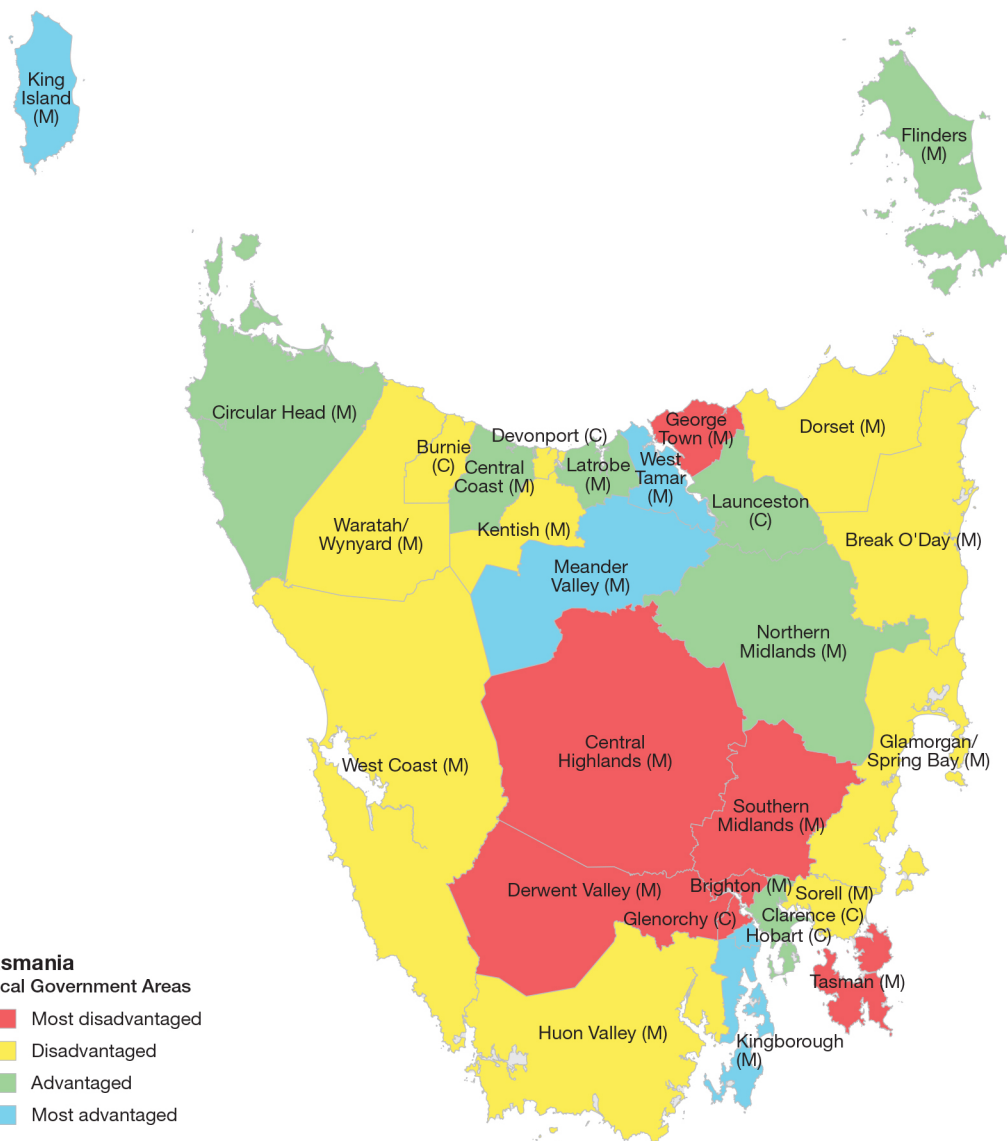 King
Island
(M)
Flinders
(M)
Circular Head (M)
Burnie
(C)
Devonport (C)
Central
Coast (M)
Latrobe
(M)
George
Town (M)
West
Tamar
(M)
Dorset (M)
Launceston
(C)
Waratah/
Wynyard (M)
Kentish (M)
Break O'Day (M)
Meander
Valley (M)
Northern
Midlands (M)
West Coast (M)
Central
Highlands (M)
Glamorgan/
Spring Bay (M)
Southern
Midlands (M)
Derwent Valley (M)
Brighton (M)
Sorell (M)
Glenorchy (C)
Clarence (C)
Hobart (C)
Tasman (M)
Huon Valley (M)
Kingborough
(M)
smania
cal Government Areas
Most disadvantaged
Disadvantaged
Advantaged
Most advantaged